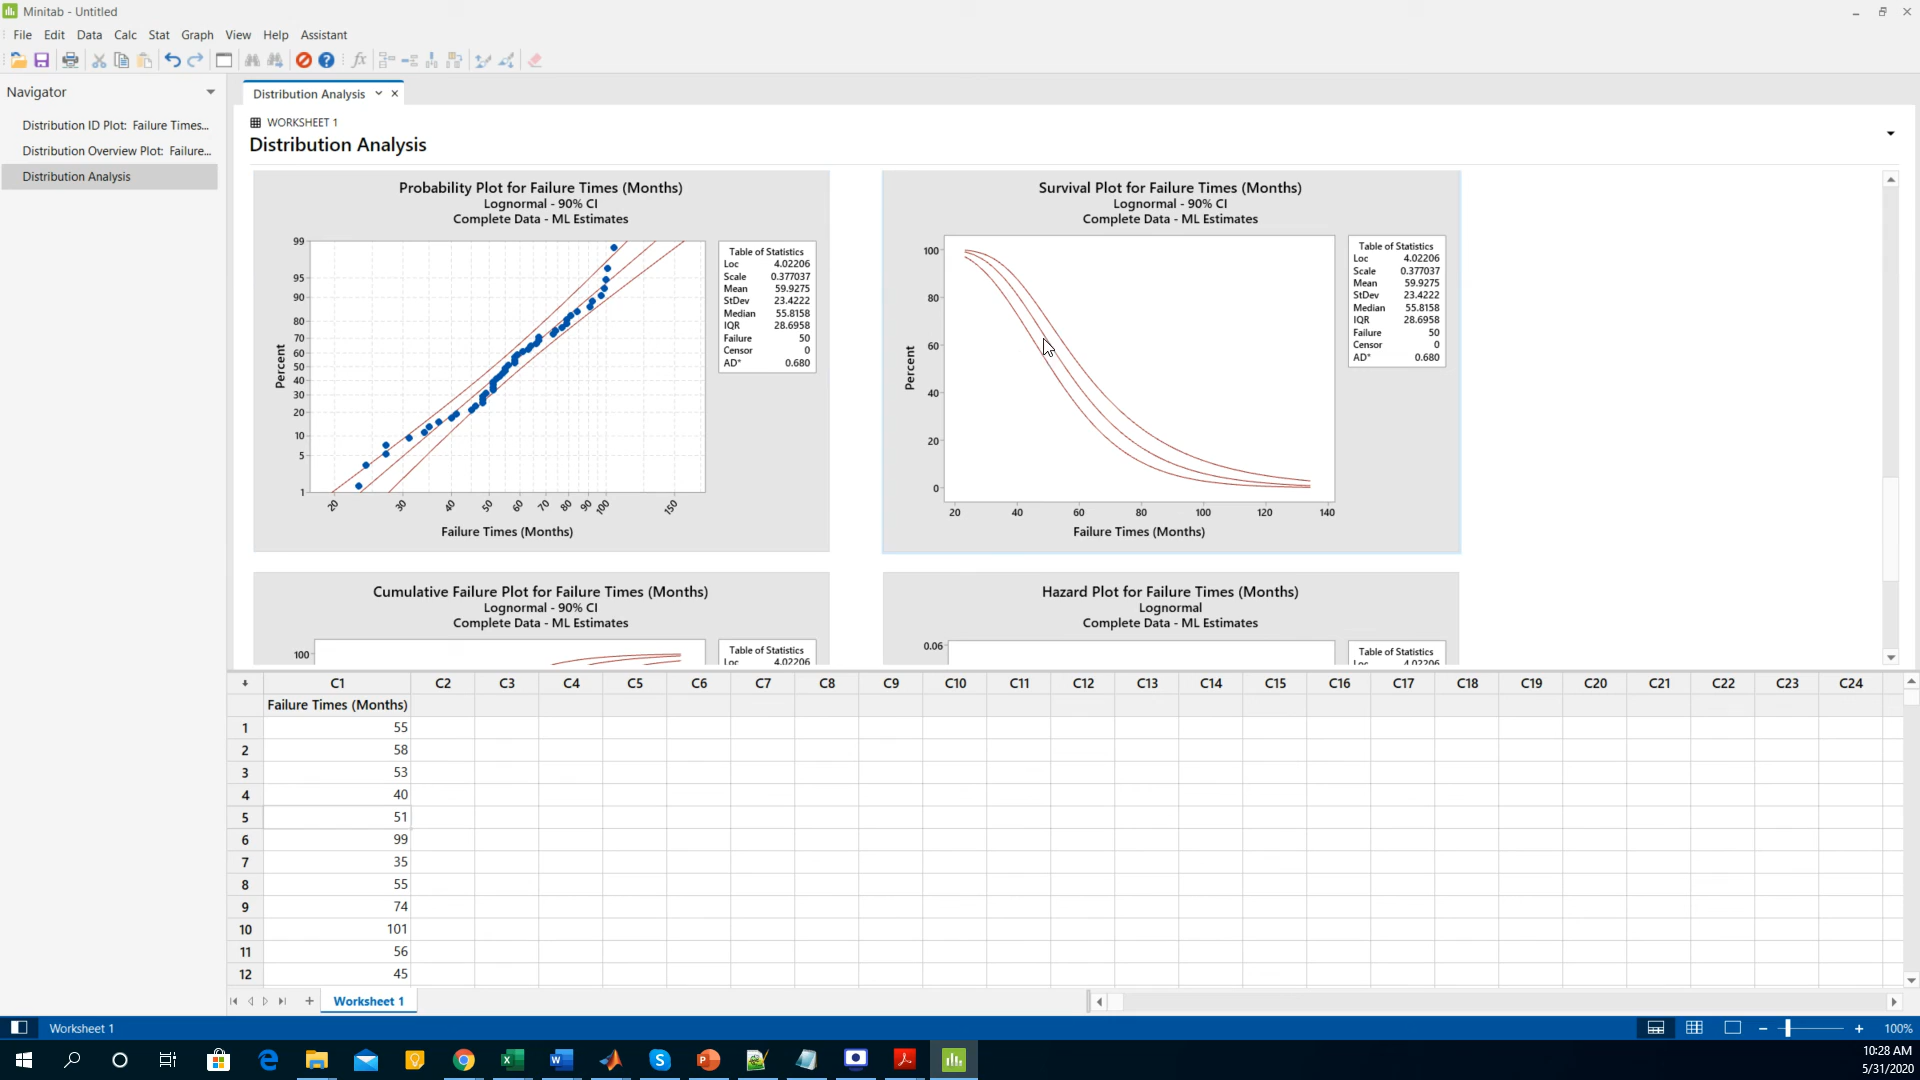 Minitab - Untitled
File Edit Data Calc Stat Graph View Help Assistant
Navigator
Distribution ID Plot: Failure Times...
Distribution Overview Plot: Failure...
Distribution Analysis
Distribution Analysis
WORKSHEET 1
Distribution Analysis
Probability Plot for Failure Times (Months)
Lognormal - 90% CI
Complete Data - ML Estimates
99
95
90
80
70
60
50
40
30
20
10
5
1
Percent
20 30 40 50 60 70 80 90 100 150
Failure Times (Months)
Table of Statistics
Loc 4.02206
Scale 0.377037
Mean 59.9275
StDev 23.4222
Median 55.8158
IQR 28.6958
Failure 50
Censor 0
AD* 0.680
Survival Plot for Failure Times (Months)
Lognormal - 90% CI
Complete Data - ML Estimates
100
80
60
40
20
0
Percent
20 40 60 80 100 120 140
Failure Times (Months)
Table of Statistics
Loc 4.02206
Scale 0.377037
Mean 59.9275
StDev 23.4222
Median 55.8158
IQR 28.6958
Failure 50
Censor 0
AD* 0.680
Cumulative Failure Plot for Failure Times (Months)
Lognormal - 90% CI
Complete Data - ML Estimates
100
Table of Statistics
Loc 4.02206
Hazard Plot for Failure Times (Months)
Lognormal
Complete Data - ML Estimates
0.06
Table of Statistics
Loc 4.02206
C1 C2 C3 C4 C5 C6 C7 C8 C9 C10 C11 C12 C13 C14 C15 C16 C17 C18 C19 C20 C21 C22 C23 C24
Failure Times (Months)
1 55
2 58
3 53
4 40
5 51
6 99
7 35
8 55
9 74
10 101
11 56
12 45
Worksheet 1
Worksheet 1
100%
10:28 AM
5/31/2020